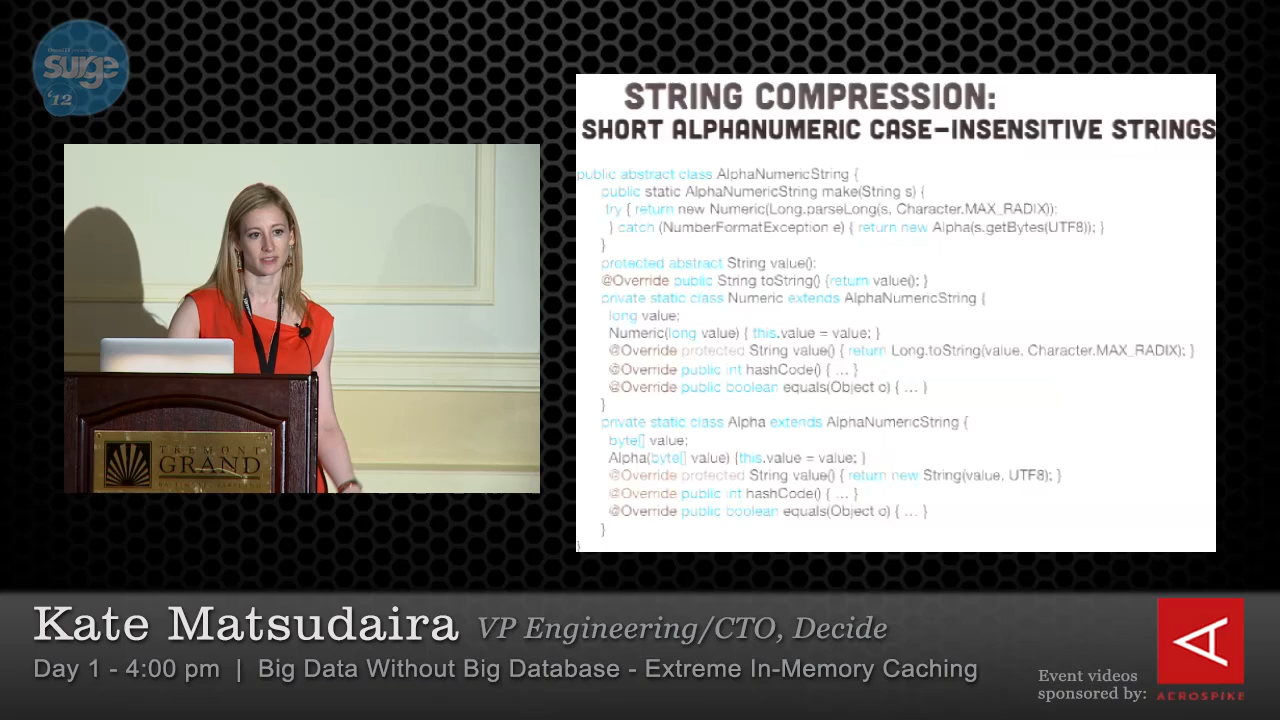 surge
'12
STRING COMPRESSION:
SHORT ALPHANUMERIC CASE-INSENSITIVE STRINGS
public abstract class AlphaNumericString {
public static AlphaNumericString make(String s) {
try { return new Numeric(Long.parseLong(s, Character.MAX_RADIX));
} catch (NumberFormatException e) { return new Alpha(s.getBytes(UTF8)); }
}
protected abstract String value();
@Override public String toString() {return value(); }
private static class Numeric extends AlphaNumericString {
long value;
Numeric(long value) { this.value = value; }
@Override protected String value() { return Long.toString(value, Character.MAX_RADIX); }
@Override public int hashCode() { ... }
@Override public boolean equals(Object o) { ... }
}
private static class Alpha extends AlphaNumericString {
byte[] value;
Alpha(byte[] value) {this.value = value; }
@Override protected String value() { return new String(value, UTF8); }
@Override public int hashCode() { ... }
@Override public boolean equals(Object o) { ... }
}
}
TREMONT
GRAND
Kate Matsudaira VP Engineering/CTO, Decide
Day 1 - 4:00 pm | Big Data Without Big Database - Extreme In-Memory Caching
Event videos
sponsored by:
AEROSPIKE